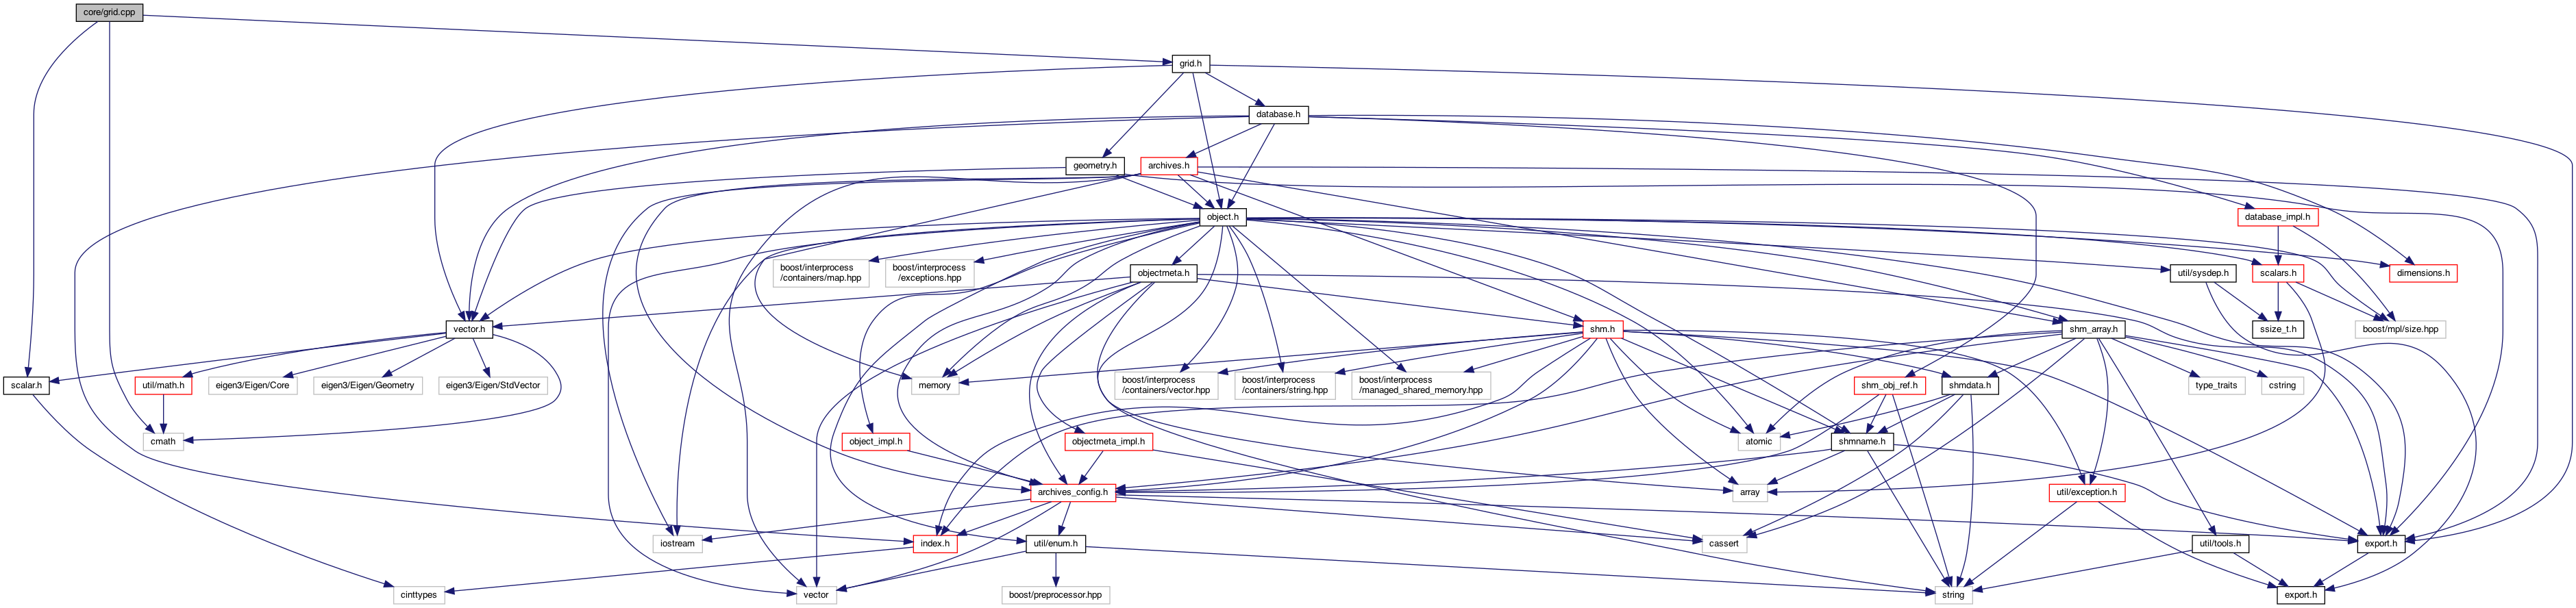 core/grid.cpp
grid.h
database.h
geometry.h
archives.h
object.h
database_impl.h
boost/interprocess
/containers/map.hpp
boost/interprocess
/exceptions.hpp
objectmeta.h
util/sysdep.h
scalars.h
dimensions.h
vector.h
shm.h
shm_array.h
ssize_t.h
boost/mpl/size.hpp
scalar.h
util/math.h
eigen3/Eigen/Core
eigen3/Eigen/Geometry
eigen3/Eigen/StdVector
memory
boost/interprocess
/containers/vector.hpp
boost/interprocess
/containers/string.hpp
boost/interprocess
/managed_shared_memory.hpp
shm_obj_ref.h
shmdata.h
type_traits
cstring
cmath
object_impl.h
objectmeta_impl.h
atomic
shmname.h
archives_config.h
array
util/exception.h
iostream
index.h
util/enum.h
cassert
util/tools.h
export.h
cinttypes
vector
boost/preprocessor.hpp
string
export.h